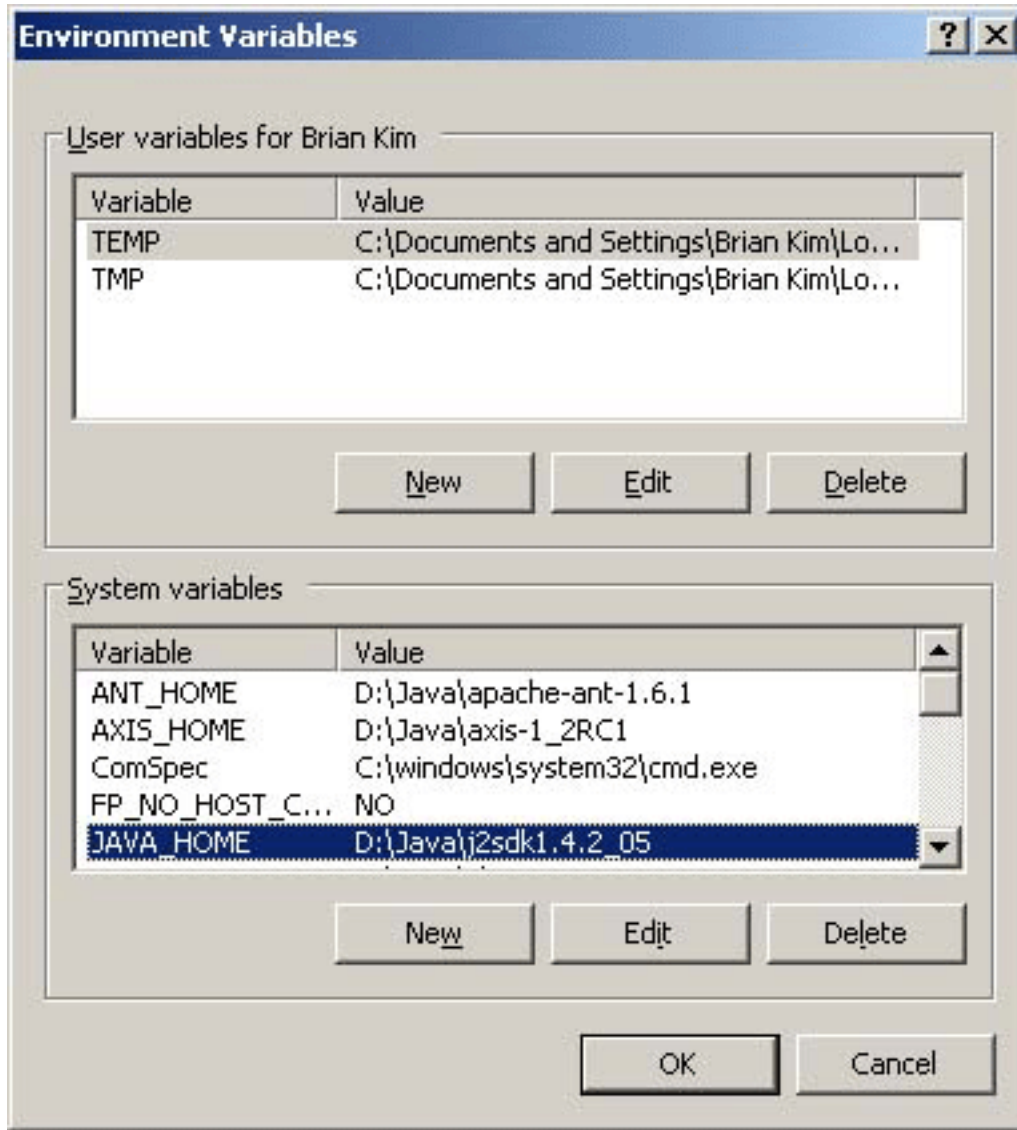 Environment Variables
User variables for Brian Kim
Variable Value
TEMP C:\Documents and Settings\Brian Kim\Lo...
TMP C:\Documents and Settings\Brian Kim\Lo...
New Edit Delete
System variables
Variable Value
ANT_HOME D:\Java\apache-ant-1.6.1
AXIS_HOME D:\Java\axis-1_2RC1
ComSpec C:\windows\system32\cmd.exe
FP_NO_HOST_C... NO
JAVA_HOME D:\Java\j2sdk1.4.2_05
New Edit Delete
OK Cancel